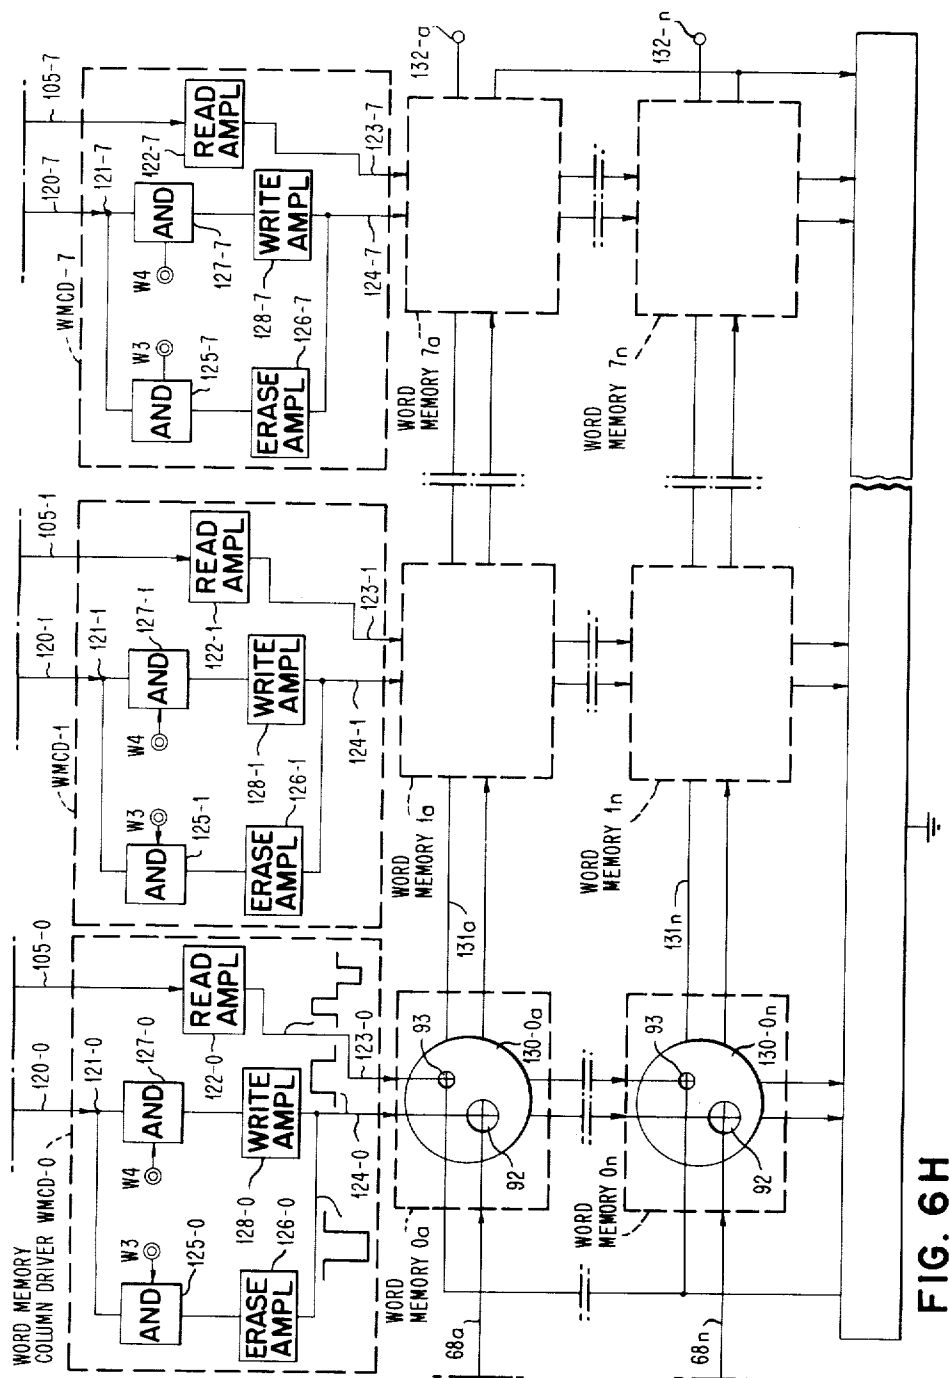 WORD MEMORY
COLUMN DRIVER WMCD-0
120-0
105-0
121-0
W3
W4
AND
AND
125-0
127-0
122-0
READ
AMPL
128-0
WRITE
AMPL
126-0
ERASE
AMPL
124-0
123-0
WMCD-1
120-1
105-1
121-1
W3
W4
AND
AND
125-1
127-1
122-1
READ
AMPL
128-1
WRITE
AMPL
126-1
ERASE
AMPL
124-1
123-1
WMCD-7
120-7
105-7
121-7
W3
W4
AND
AND
125-7
127-7
122-7
READ
AMPL
128-7
WRITE
AMPL
126-7
ERASE
AMPL
124-7
123-7
WORD
MEMORY 0a
93
92
130-0a
68a
131a
WORD
MEMORY 1a
WORD
MEMORY 7a
132-a
WORD
MEMORY 0n
93
92
130-0n
68n
131n
WORD
MEMORY 1n
WORD
MEMORY 7n
132-n
FIG. 6H